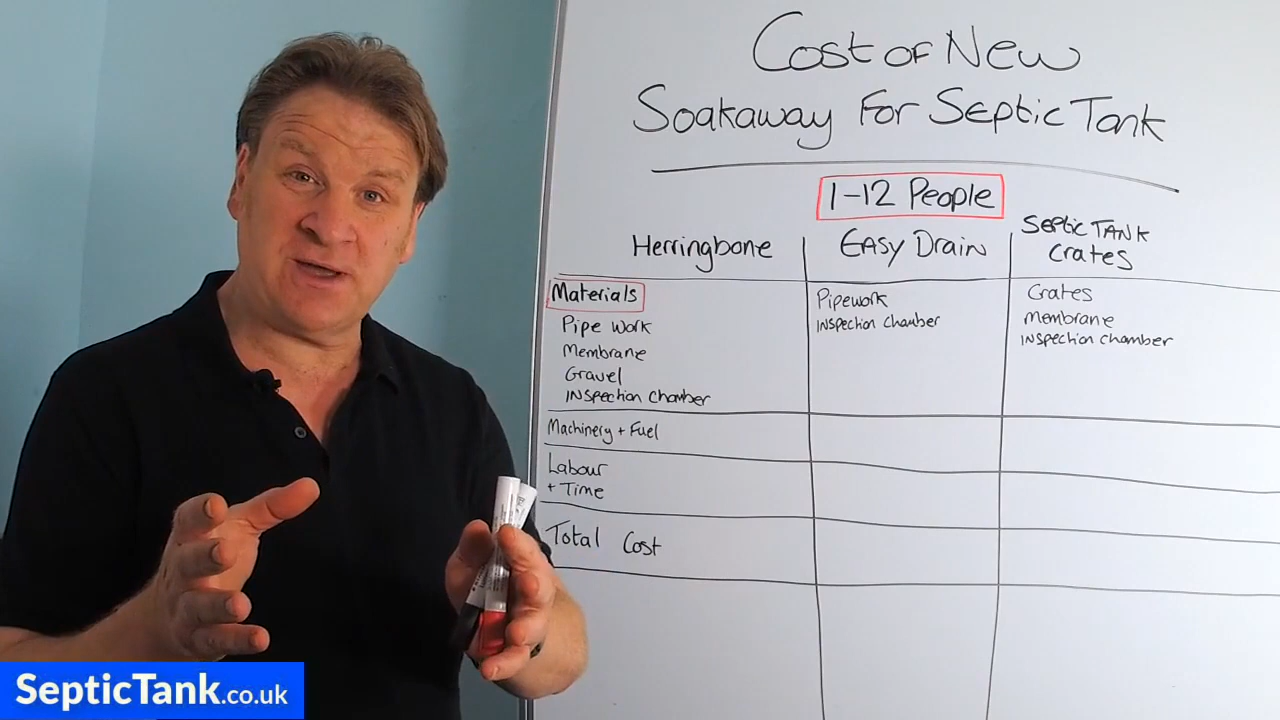 Cost of New
Soakaway For Septic Tank
1-12 People
Herringbone
EASY Drain
Septic TANK
Crates
Materials
Pipe work
Membrane
Gravel
INSpection chamber
Pipework
INSpection chamber
Crates
Membrane
INSpection chamber
Machinery + Fuel
Labour
+ Time
Total Cost
SepticTank.co.uk